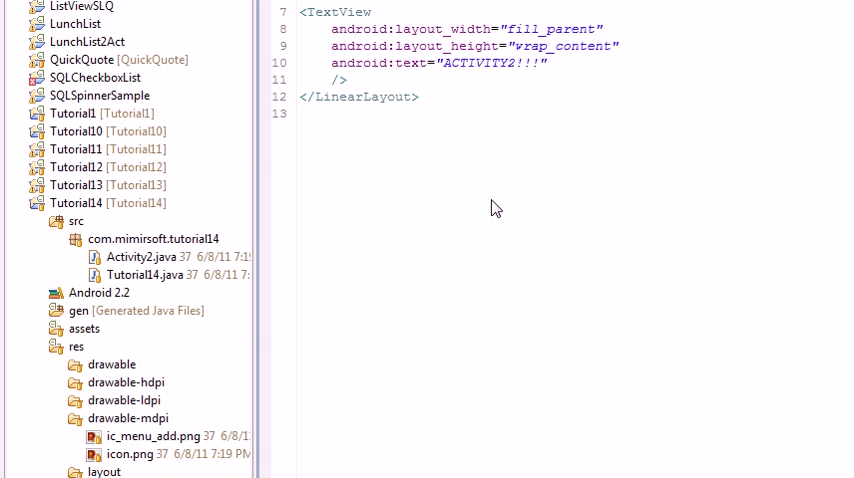 ListViewSLQ
LunchList
LunchList2Act
QuickQuote [QuickQuote]
SQLCheckboxList
SQLSpinnerSample
Tutorial1 [Tutorial1]
Tutorial10 [Tutorial10]
Tutorial11 [Tutorial11]
Tutorial12 [Tutorial12]
Tutorial13 [Tutorial13]
Tutorial14 [Tutorial14]
src
com.mimirsoft.tutorial14
Activity2.java 37 6/8/11 7:1
Tutorial14.java 37 6/8/11 7:
Android 2.2
gen [Generated Java Files]
assets
res
drawable
drawable-hdpi
drawable-ldpi
drawable-mdpi
ic_menu_add.png 37 6/8/1
icon.png 37 6/8/11 7:19 PM
layout
7 <TextView
8 android:layout_width="fill_parent"
9 android:layout_height="wrap_content"
10 android:text="ACTIVITY2!!!"
11 />
12 </LinearLayout>
13